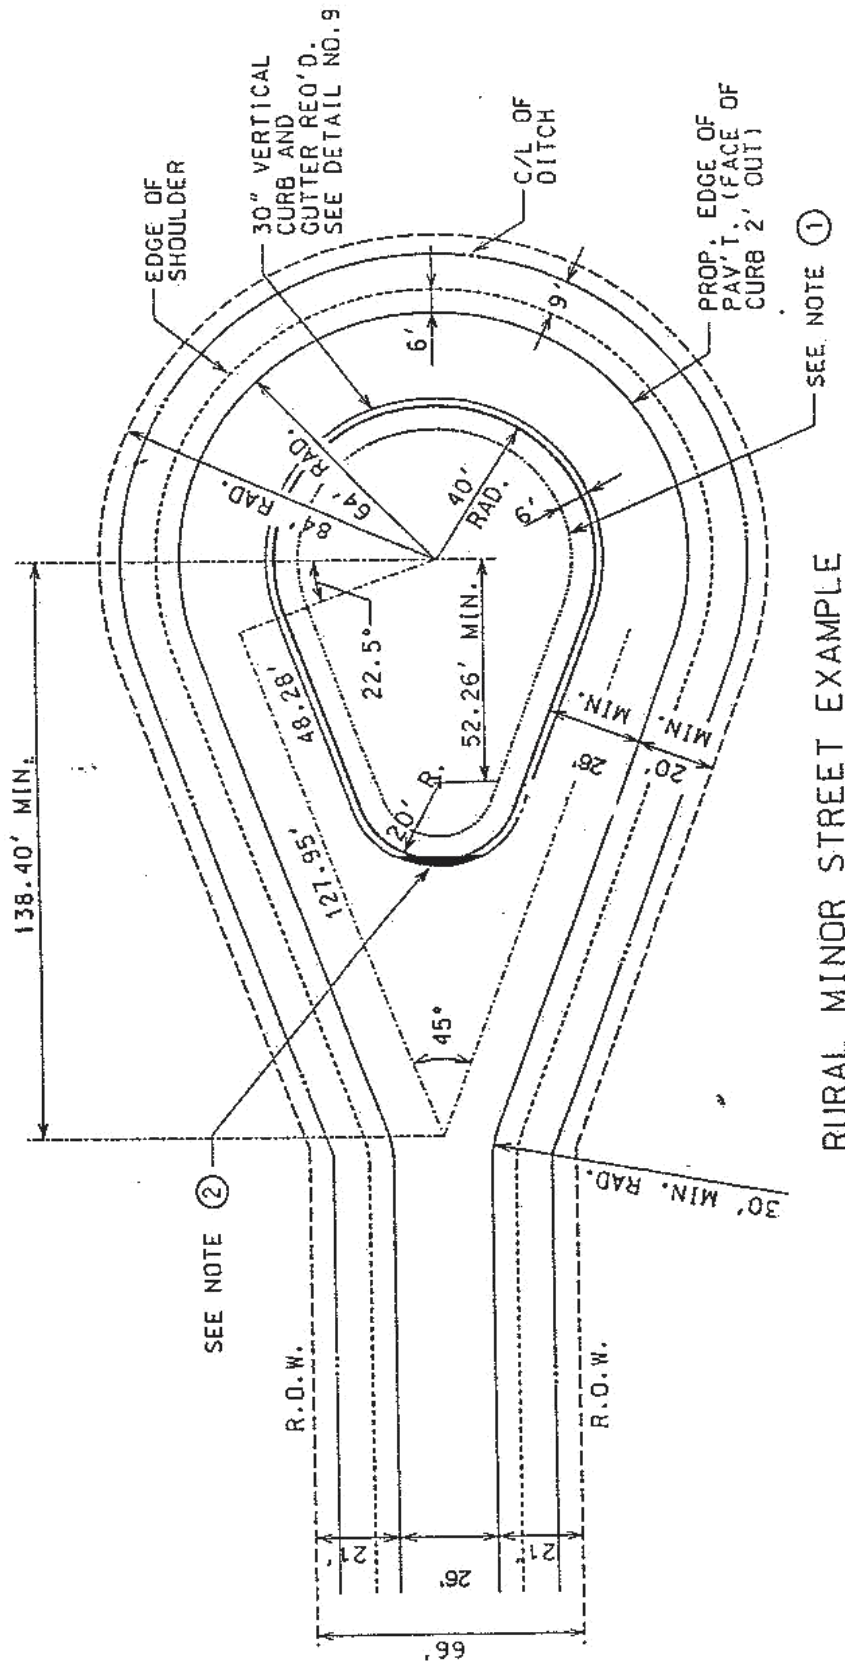 138.40' MIN.
EDGE OF
SHOULDER
30" VERTICAL
CURB AND
GUTTER REQ'D.
SEE DETAIL NO.9
C/L OF
DITCH
PROP. EDGE OF
PAV'T. (FACE OF
CURB 2' OUT)
SEE NOTE 1
SEE NOTE 2
R.O.W.
R.O.W.
84' RAD.
64' RAD.
40'
RAD.
6'
9'
6'
22.5°
48.28'
127.95'
52.26' MIN.
20' R.
45°
26' MIN.
20' MIN.
30' MIN. RAD.
21'
26'
21'
66'
RURAL MINOR STREET EXAMPLE